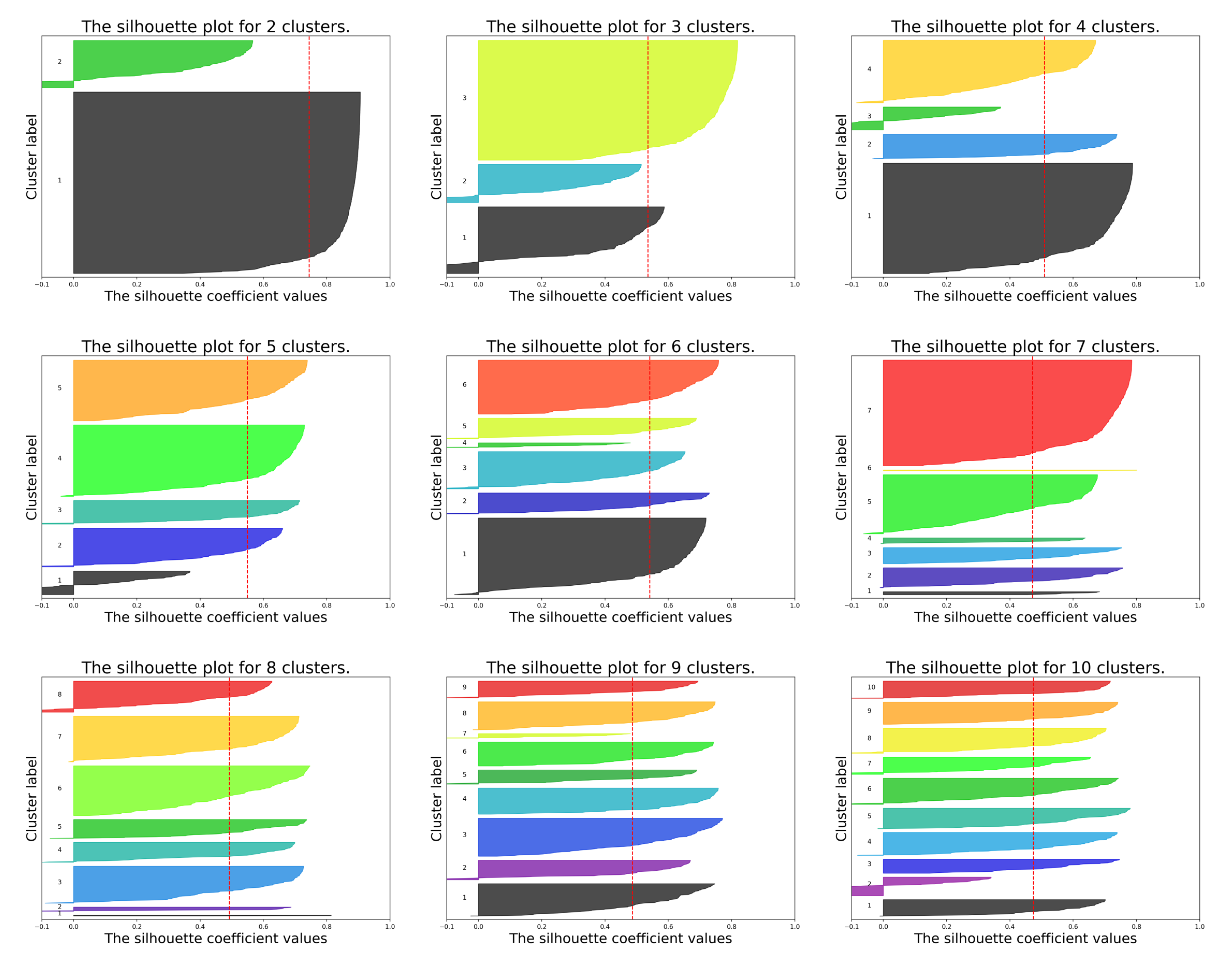 The silhouette plot for 2 clusters.
Cluster label
2
1
−0.1 0.0 0.2 0.4 0.6 0.8 1.0
The silhouette coefficient values
The silhouette plot for 3 clusters.
Cluster label
3
2
1
−0.1 0.0 0.2 0.4 0.6 0.8 1.0
The silhouette coefficient values
The silhouette plot for 4 clusters.
Cluster label
4
3
2
1
−0.1 0.0 0.2 0.4 0.6 0.8 1.0
The silhouette coefficient values
The silhouette plot for 5 clusters.
Cluster label
5
4
3
2
1
−0.1 0.0 0.2 0.4 0.6 0.8 1.0
The silhouette coefficient values
The silhouette plot for 6 clusters.
Cluster label
6
5
4
3
2
1
−0.1 0.0 0.2 0.4 0.6 0.8 1.0
The silhouette coefficient values
The silhouette plot for 7 clusters.
Cluster label
7
6
5
4
3
2
1
−0.1 0.0 0.2 0.4 0.6 0.8 1.0
The silhouette coefficient values
The silhouette plot for 8 clusters.
Cluster label
8
7
6
5
4
3
2
1
−0.1 0.0 0.2 0.4 0.6 0.8 1.0
The silhouette coefficient values
The silhouette plot for 9 clusters.
Cluster label
9
8
7
6
5
4
3
2
1
−0.1 0.0 0.2 0.4 0.6 0.8 1.0
The silhouette coefficient values
The silhouette plot for 10 clusters.
Cluster label
10
9
8
7
6
5
4
3
2
1
−0.1 0.0 0.2 0.4 0.6 0.8 1.0
The silhouette coefficient values